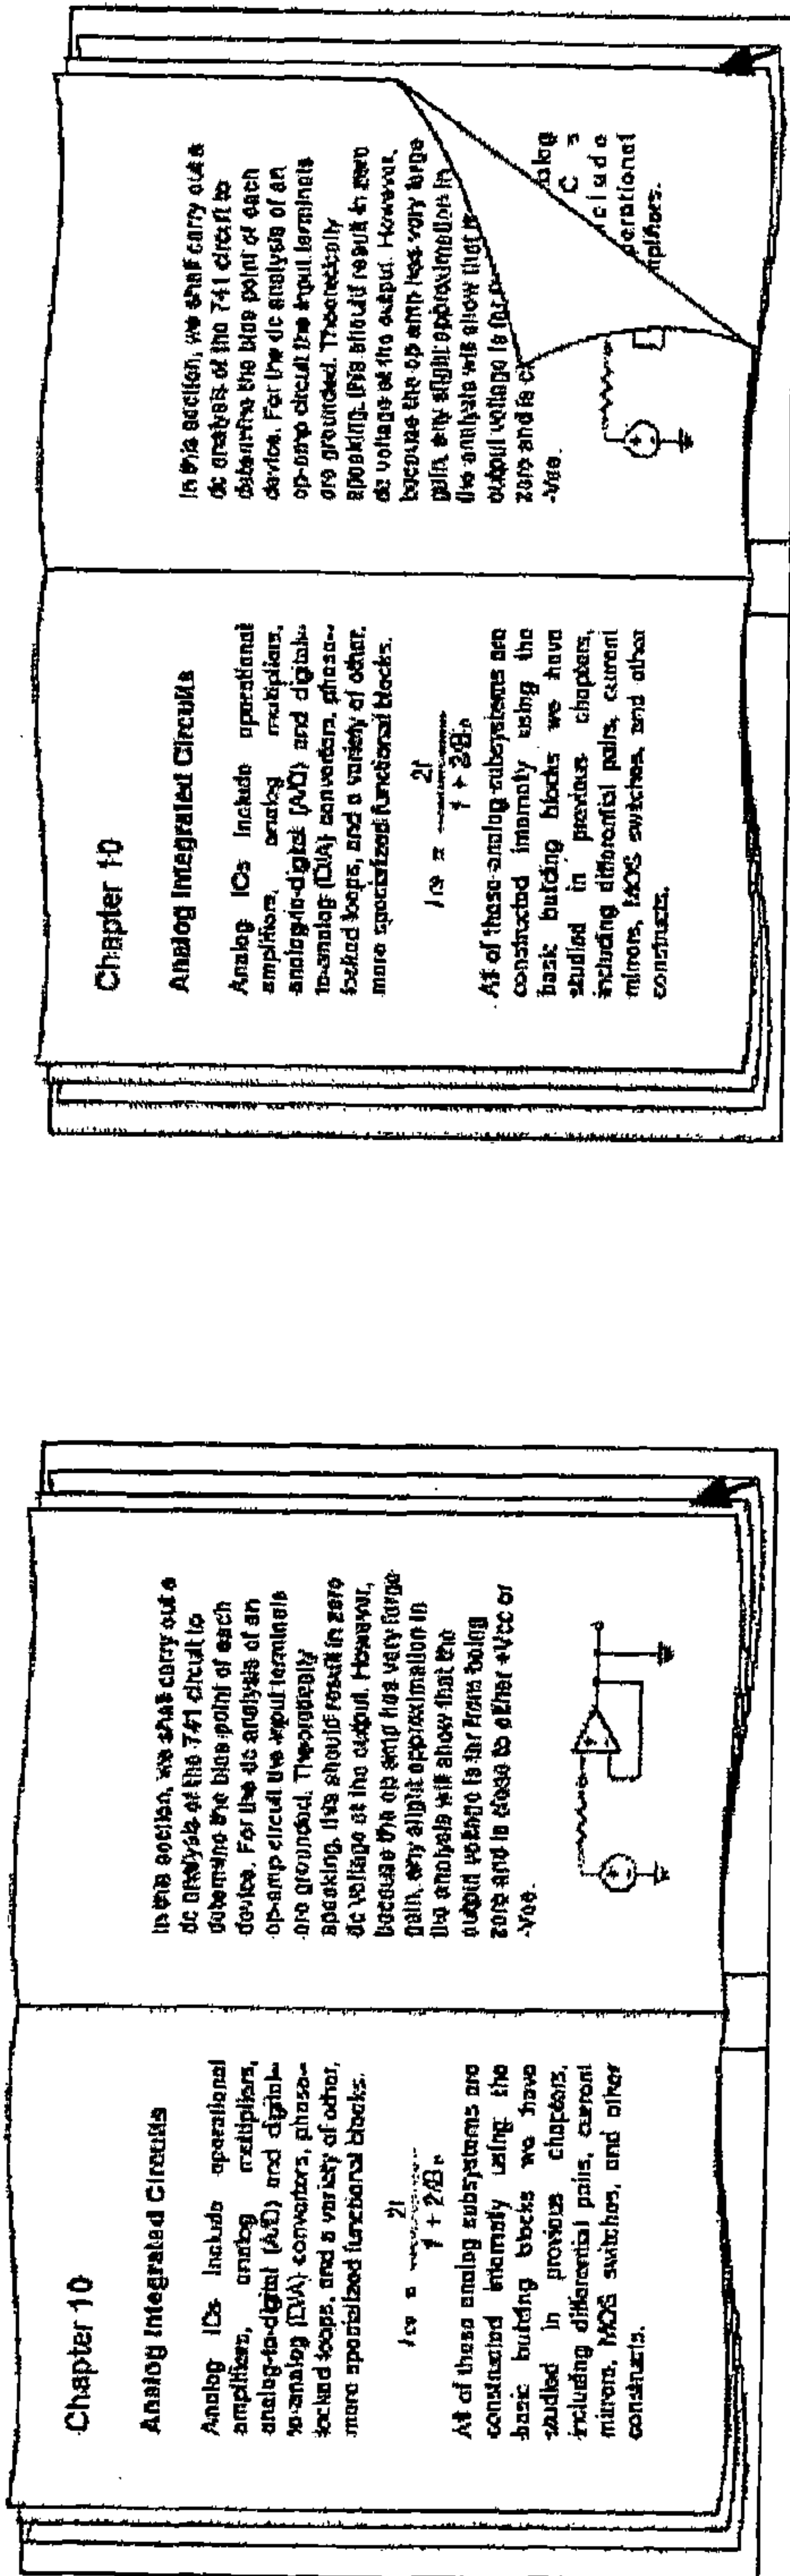 Chapter 10
Analog Integrated Circuits
Analog ICs Include operational
amplifiers, analog multipliers,
analog-to-digital (A/D) and digital-
to-analog (D/A) convertors, phase-
locked loops, and a variety of other,
more specialized functional blocks.
2I
1 + 2/β
All of these analog subsystems are
constructed internally using the
basic building blocks we have
studied in previous chapters,
including differential pairs, current
mirrors, MOS switches, and other
constructs.
In this section, we shall carry out a
dc analysis of the 741 circuit to
determine the bias point of each
device. For the dc analysis of an
op-amp circuit the input terminals
are grounded. Theoretically
speaking, this should result in zero
dc voltage at the output. However,
because the op amp has very large
gain, any slight approximation in
the analysis will show that the
output voltage is far from being
zero and is close to either +Vcc or
-Vee.
Chapter 10
Analog Integrated Circuits
Analog ICs Include operational
amplifiers, analog multipliers,
analog-to-digital (A/D) and digital-
to-analog (D/A) convertors, phase-
locked loops, and a variety of other,
more specialized functional blocks.
2I
1 + 2/β
All of these analog subsystems are
constructed internally using the
basic building blocks we have
studied in previous chapters,
including differential pairs, current
mirrors, MOS switches, and other
constructs.
In this section, we shall carry out a
dc analysis of the 741 circuit to
determine the bias point of each
device. For the dc analysis of an
op-amp circuit the input terminals
are grounded. Theoretically
speaking, this should result in zero
dc voltage at the output. However,
because the op amp has very large
gain, any slight approximation in
the analysis will show that
output voltage is for
zero and is c
-Vee.
alog
C s
clude
perational
mplifiers.